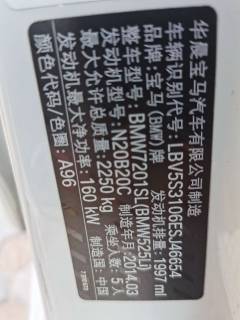 华晨宝马汽车有限公司制造
车辆识别代号：LBV5S3106ESJ46654
品牌：宝马(BMW)牌
型号：BMW7201SL(BMW525Li)
发动机型号：N20B20C 发动机排量：1997 ml
最大允许总质量：2250 kg 乘坐人数：5人
发动机最大净功率：160 kW 制造年月：2014.03
颜色代码/色圈：A96 制造国：中国